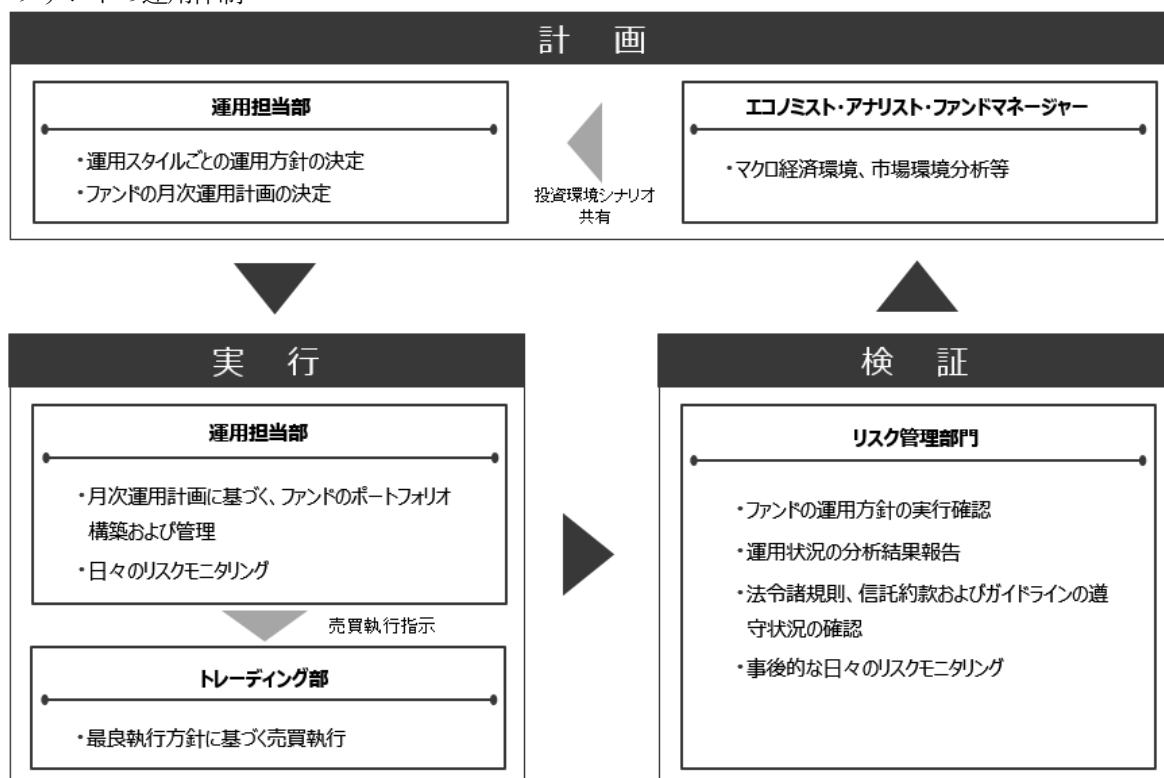 計 画
運用担当部
・運用スタイルごとの運用方針の決定
・ファンドの月次運用計画の決定
投資環境シナリオ
共有
エコノミスト・アナリスト・ファンドマネージャー
・マクロ経済環境、市場環境分析等
実 行
運用担当部
・月次運用計画に基づく、ファンドのポートフォリオ
構築および管理
・日々のリスクモニタリング
売買執行指示
トレーディング部
・最良執行方針に基づく売買執行
検 証
リスク管理部門
・ファンドの運用方針の実行確認
・運用状況の分析結果報告
・法令諸規則、信託約款およびガイドラインの遵
守状況の確認
・事後的な日々のリスクモニタリング